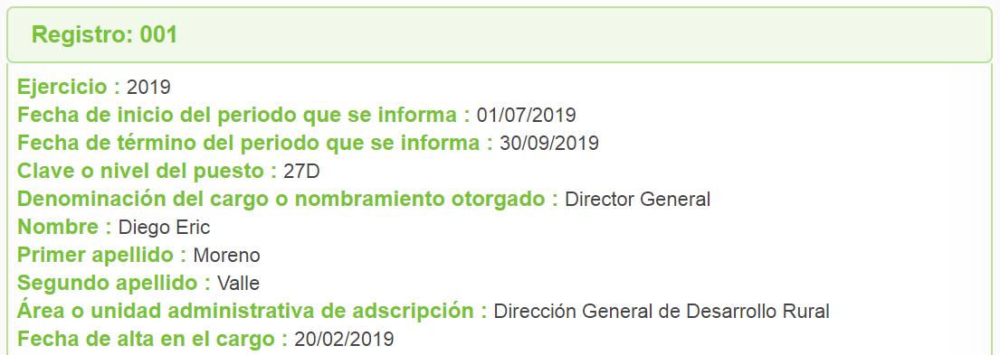 Registro: 001
Ejercicio : 2019
Fecha de inicio del periodo que se informa : 01/07/2019
Fecha de término del periodo que se informa : 30/09/2019
Clave o nivel del puesto : 27D
Denominación del cargo o nombramiento otorgado : Director General
Nombre : Diego Eric
Primer apellido : Moreno
Segundo apellido : Valle
Área o unidad administrativa de adscripción : Dirección General de Desarrollo Rural
Fecha de alta en el cargo : 20/02/2019